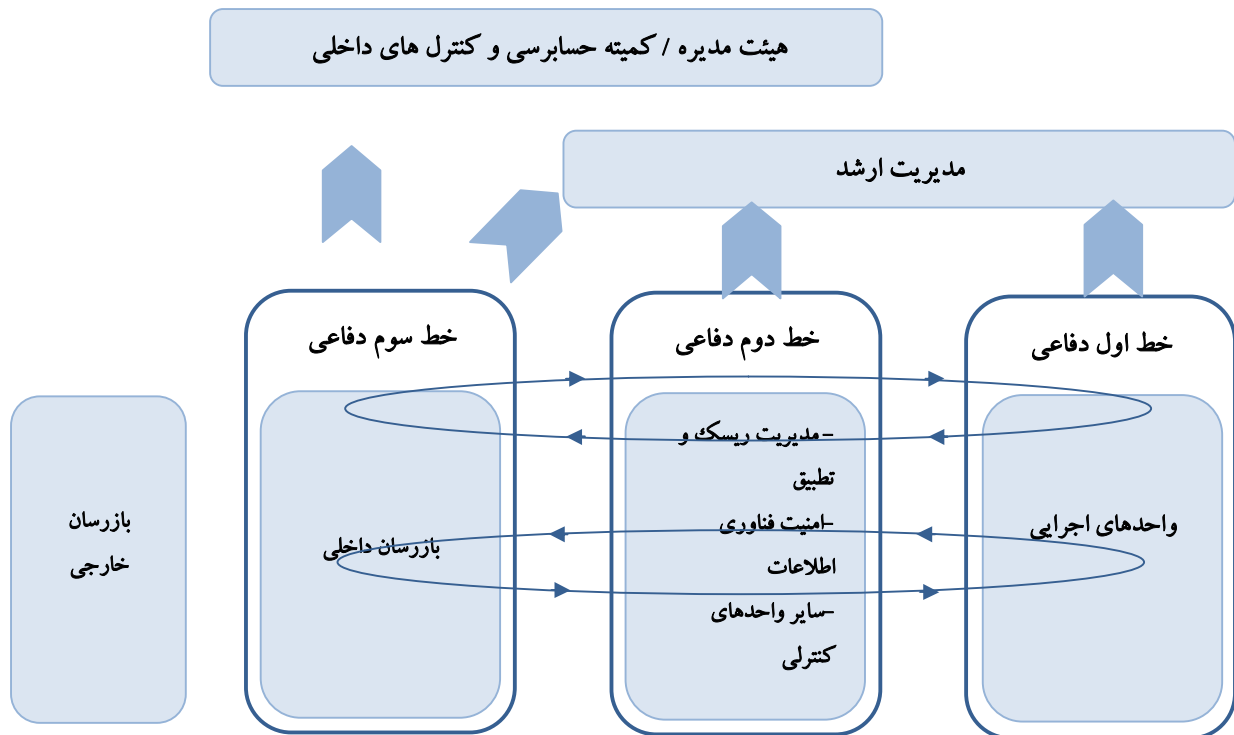 هیئت مدیره / کمیته حسابرسی و کنترل های داخلی
مدیریت ارشد
خط اول دفاعی
خط دوم دفاعی
خط سوم دفاعی
واحدهای اجرایی
-مدیریت ریسک و
تطبیق
-امنیت فناوری
اطلاعات
-سایر واحدهای
کنترلی
بازرسان داخلی
بازرسان
خارجی